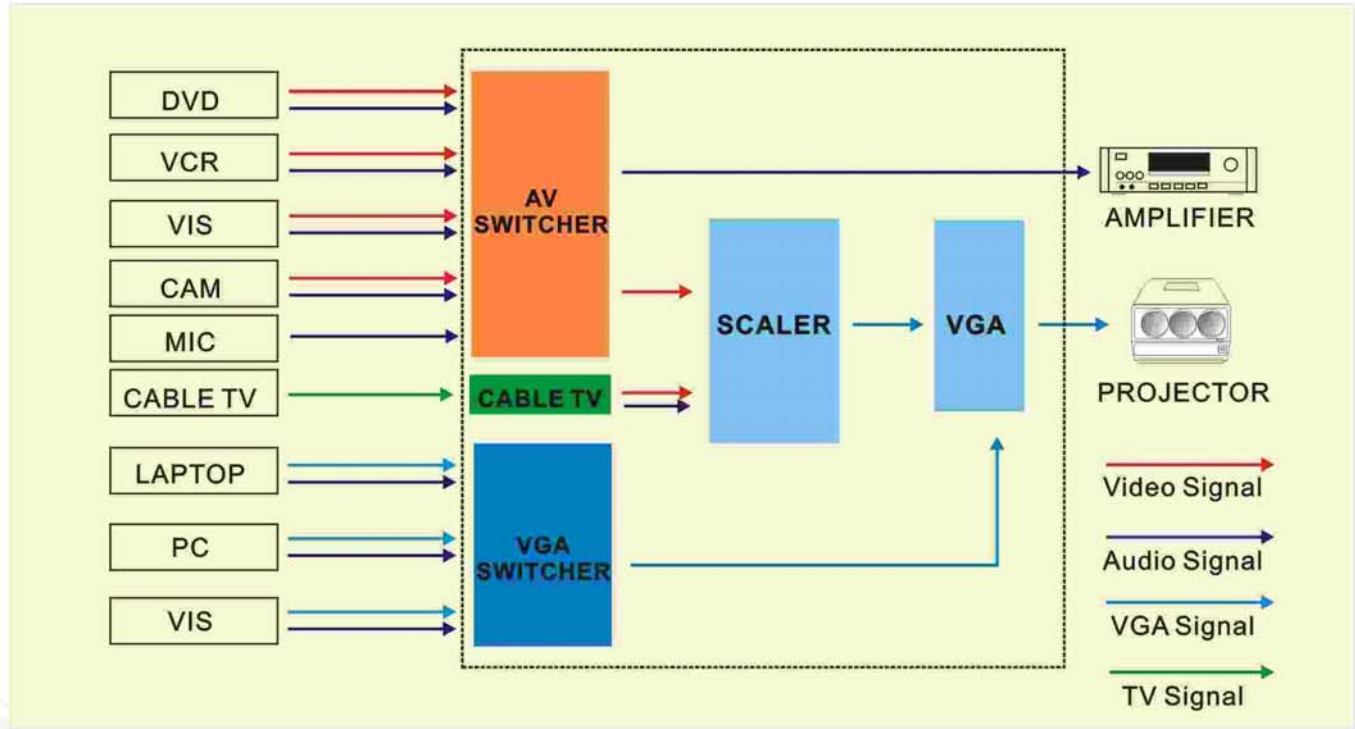 DVD
VCR
VIS
CAM
MIC
CABLE TV
LAPTOP
PC
VIS
AV
SWITCHER
CABLE TV
VGA
SWITCHER
SCALER
VGA
AMPLIFIER
PROJECTOR
Video Signal
Audio Signal
VGA Signal
TV Signal